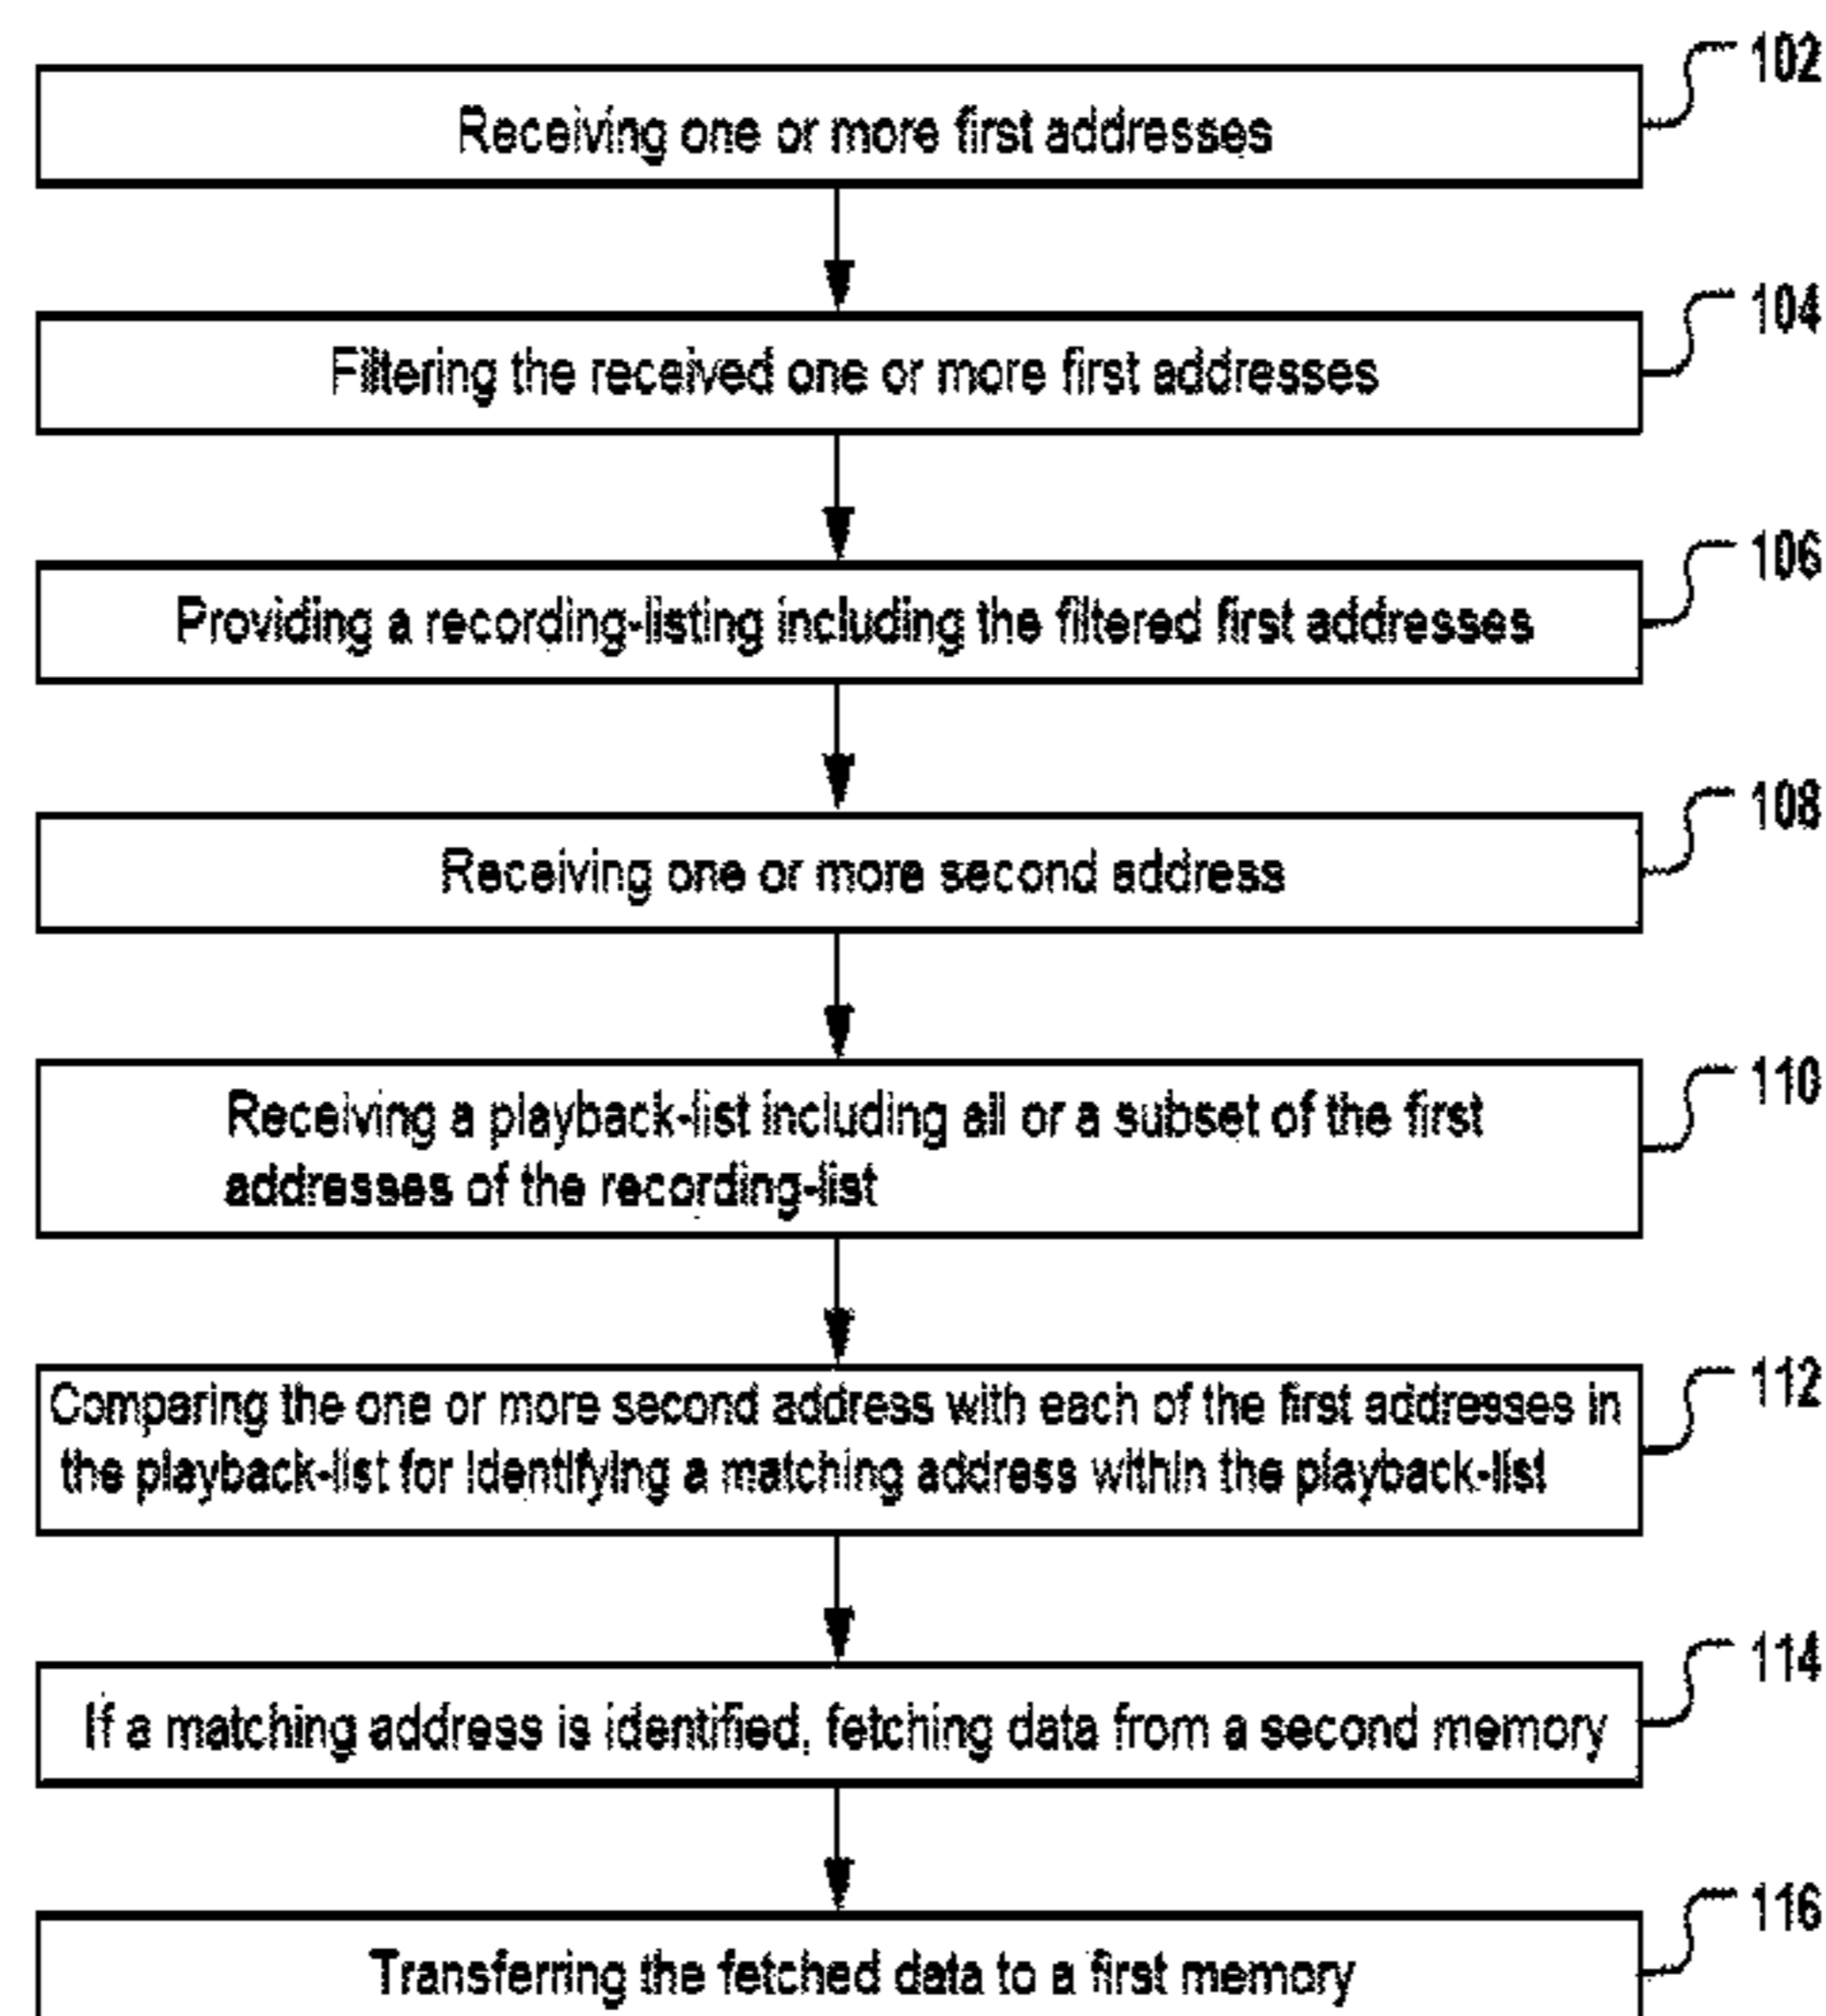 102
Receiving one or more first addresses
104
Filtering the received one or more first addresses
106
Providing a recording-listing including the filtered first addresses
108
Receiving one or more second address
110
Receiving a playback-list including all or a subset of the first
addresses of the recording-list
112
Comparing the one or more second address with each of the first addresses in
the playback-list for identifying a matching address within the playback-list
114
If a matching address is identified, fetching data from a second memory
116
Transferring the fetched data to a first memory